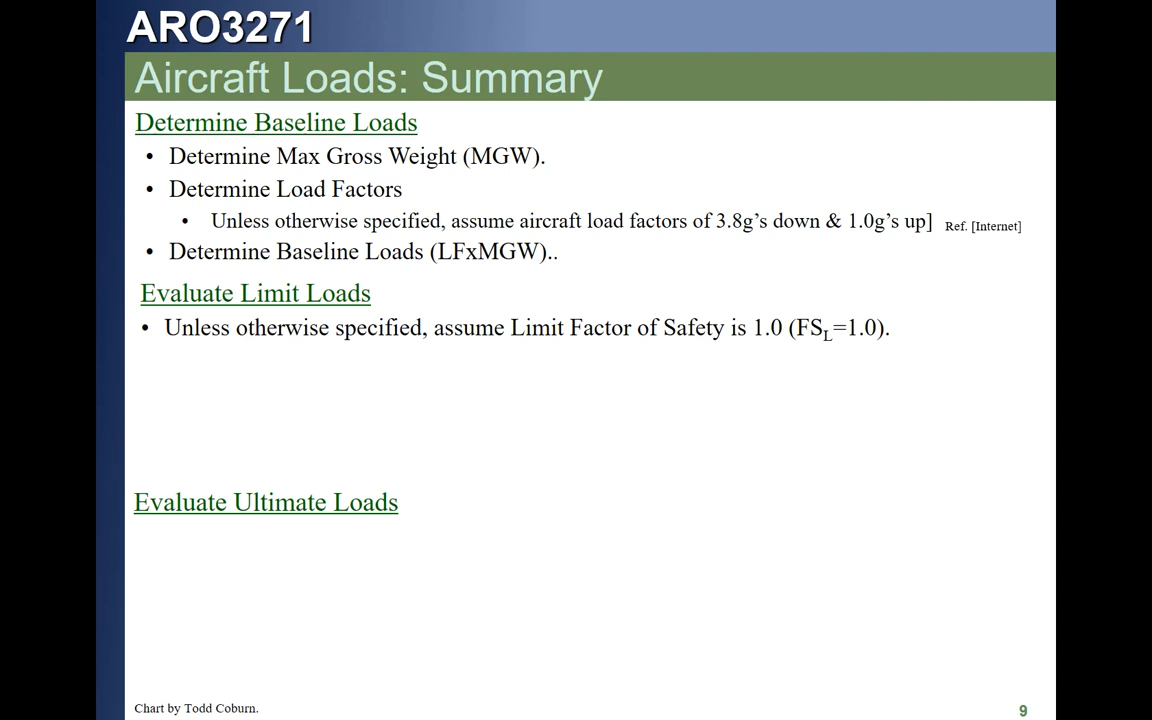 ARO3271
Aircraft Loads: Summary
Determine Baseline Loads
• Determine Max Gross Weight (MGW).
• Determine Load Factors
• Unless otherwise specified, assume aircraft load factors of 3.8g’s down & 1.0g’s up] Ref. [Internet]
• Determine Baseline Loads (LFxMGW)..
Evaluate Limit Loads
• Unless otherwise specified, assume Limit Factor of Safety is 1.0 (FSL=1.0).
Evaluate Ultimate Loads
Chart by Todd Coburn.
9